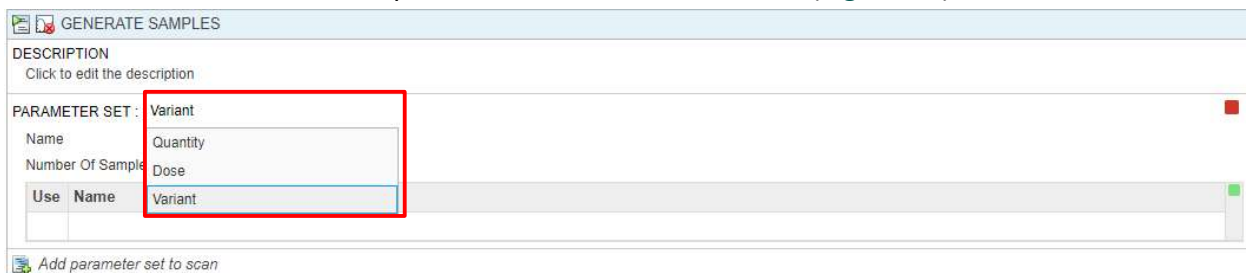 GENERATE SAMPLES
DESCRIPTION
Click to edit the description
PARAMETER SET : Variant
Name
Quantity
Number Of Sample
Dose
Use Name
Variant
Add parameter set to scan